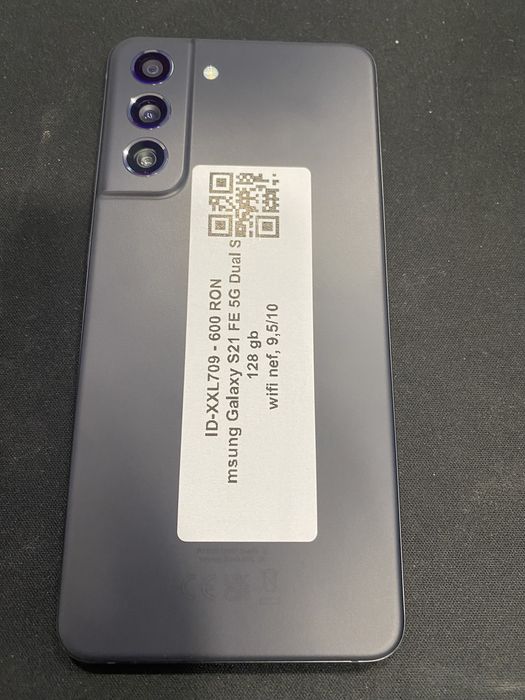 ID-XXL709 - 600 RON
msung Galaxy S21 FE 5G Dual S
128 gb
wifi nef, 9,5/10